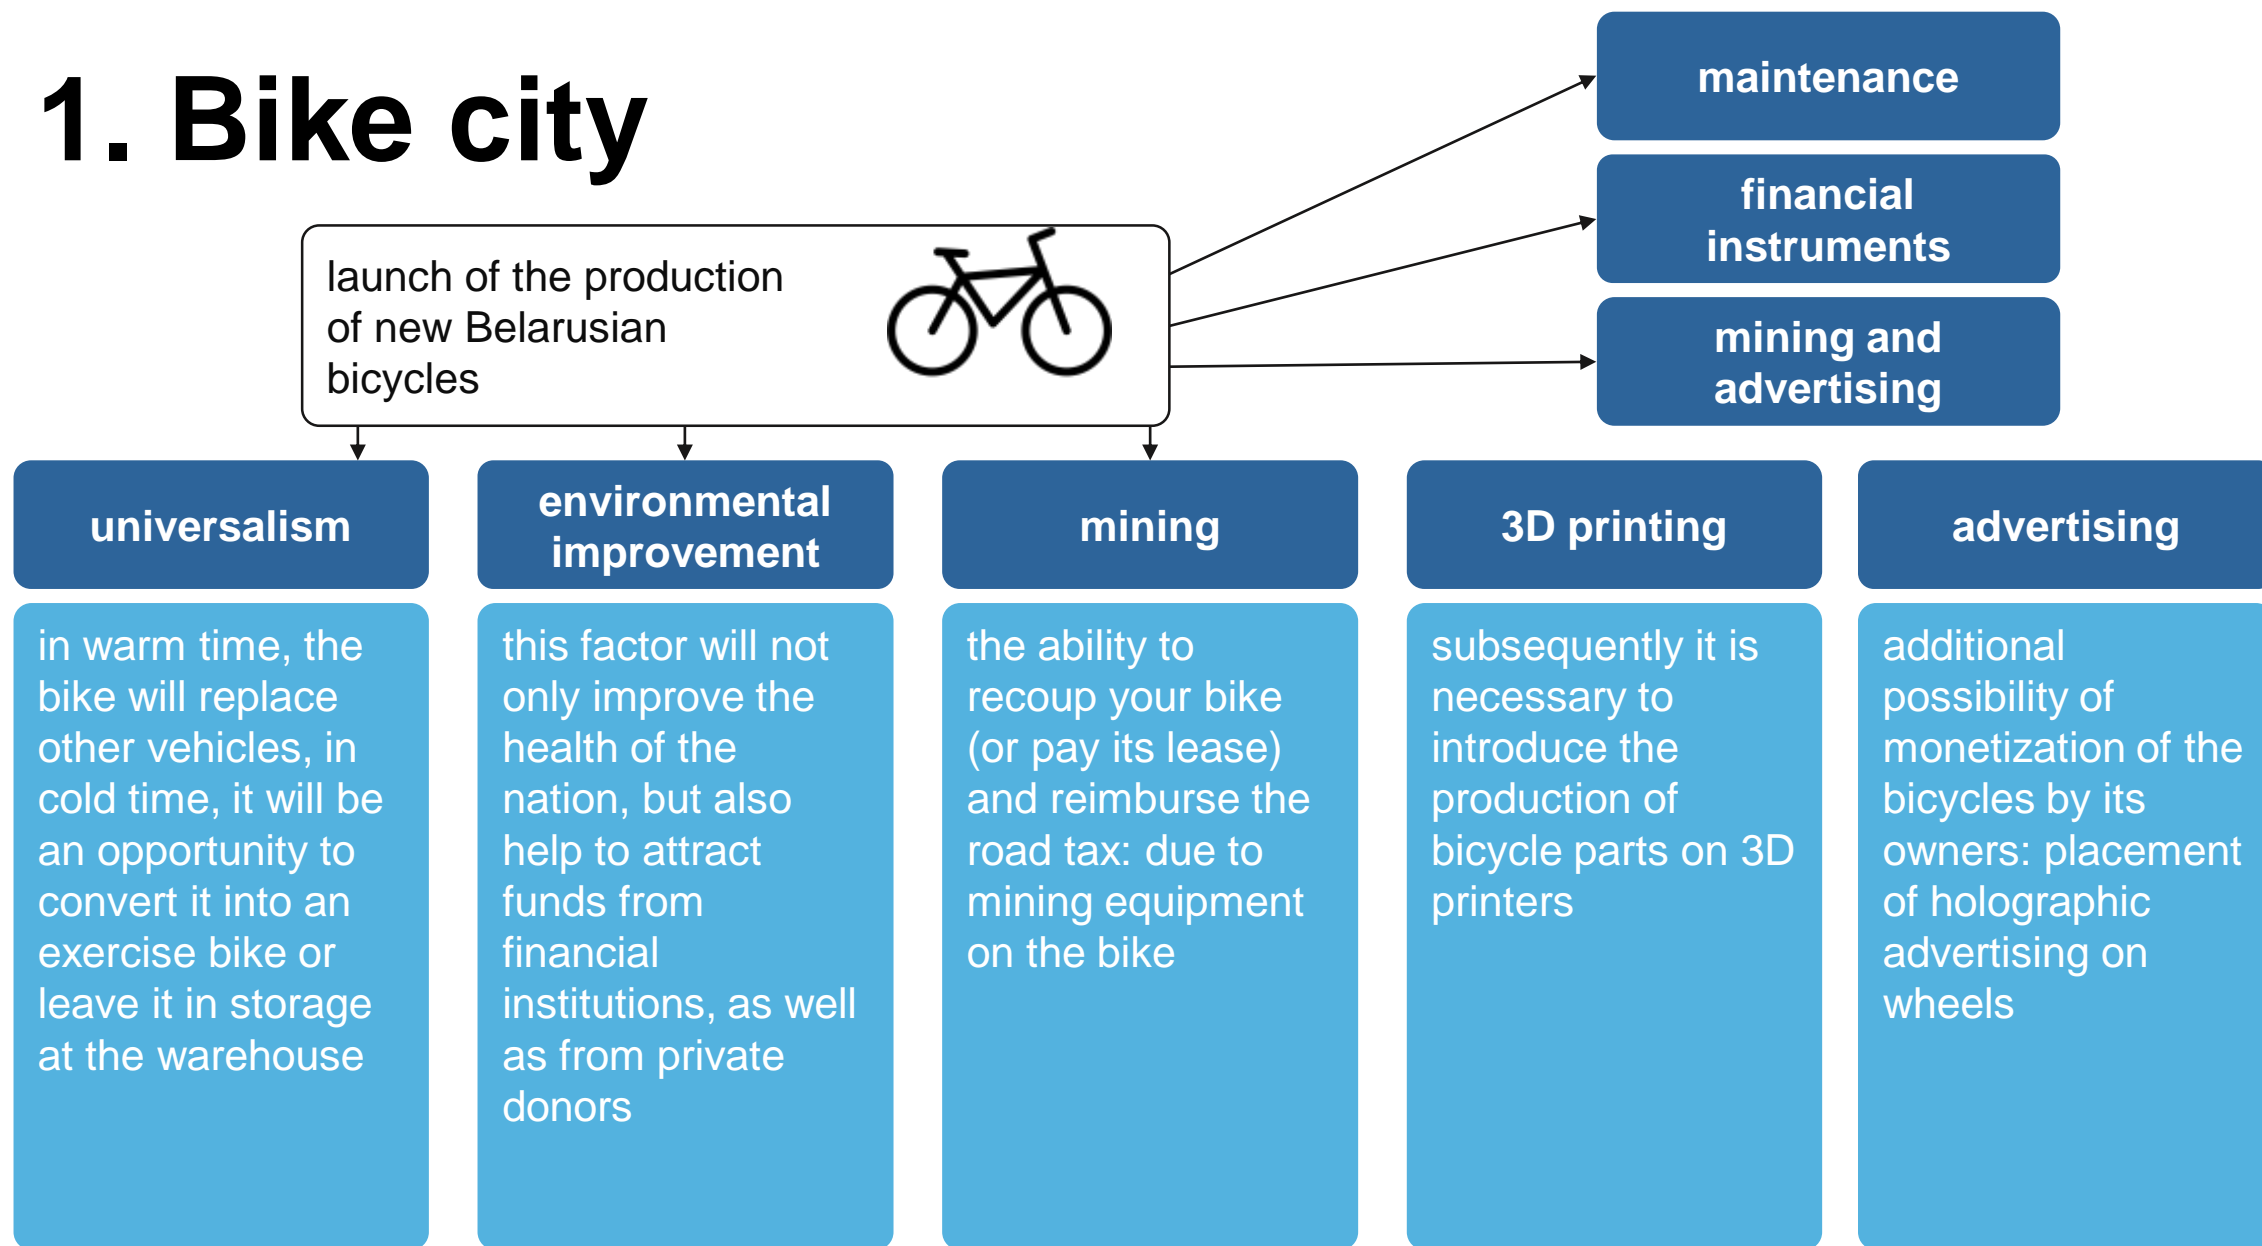 1. Bike city
launch of the production
of new Belarusian
bicycles
maintenance
financial
instruments
mining and
advertising
universalism
in warm time, the
bike will replace
other vehicles, in
cold time, it will be
an opportunity to
convert it into an
exercise bike or
leave it in storage
at the warehouse
environmental
improvement
this factor will not
only improve the
health of the
nation, but also
help to attract
funds from
financial
institutions, as well
as from private
donors
mining
the ability to
recoup your bike
(or pay its lease)
and reimburse the
road tax: due to
mining equipment
on the bike
3D printing
subsequently it is
necessary to
introduce the
production of
bicycle parts on 3D
printers
advertising
additional
possibility of
monetization of the
bicycles by its
owners: placement
of holographic
advertising on
wheels